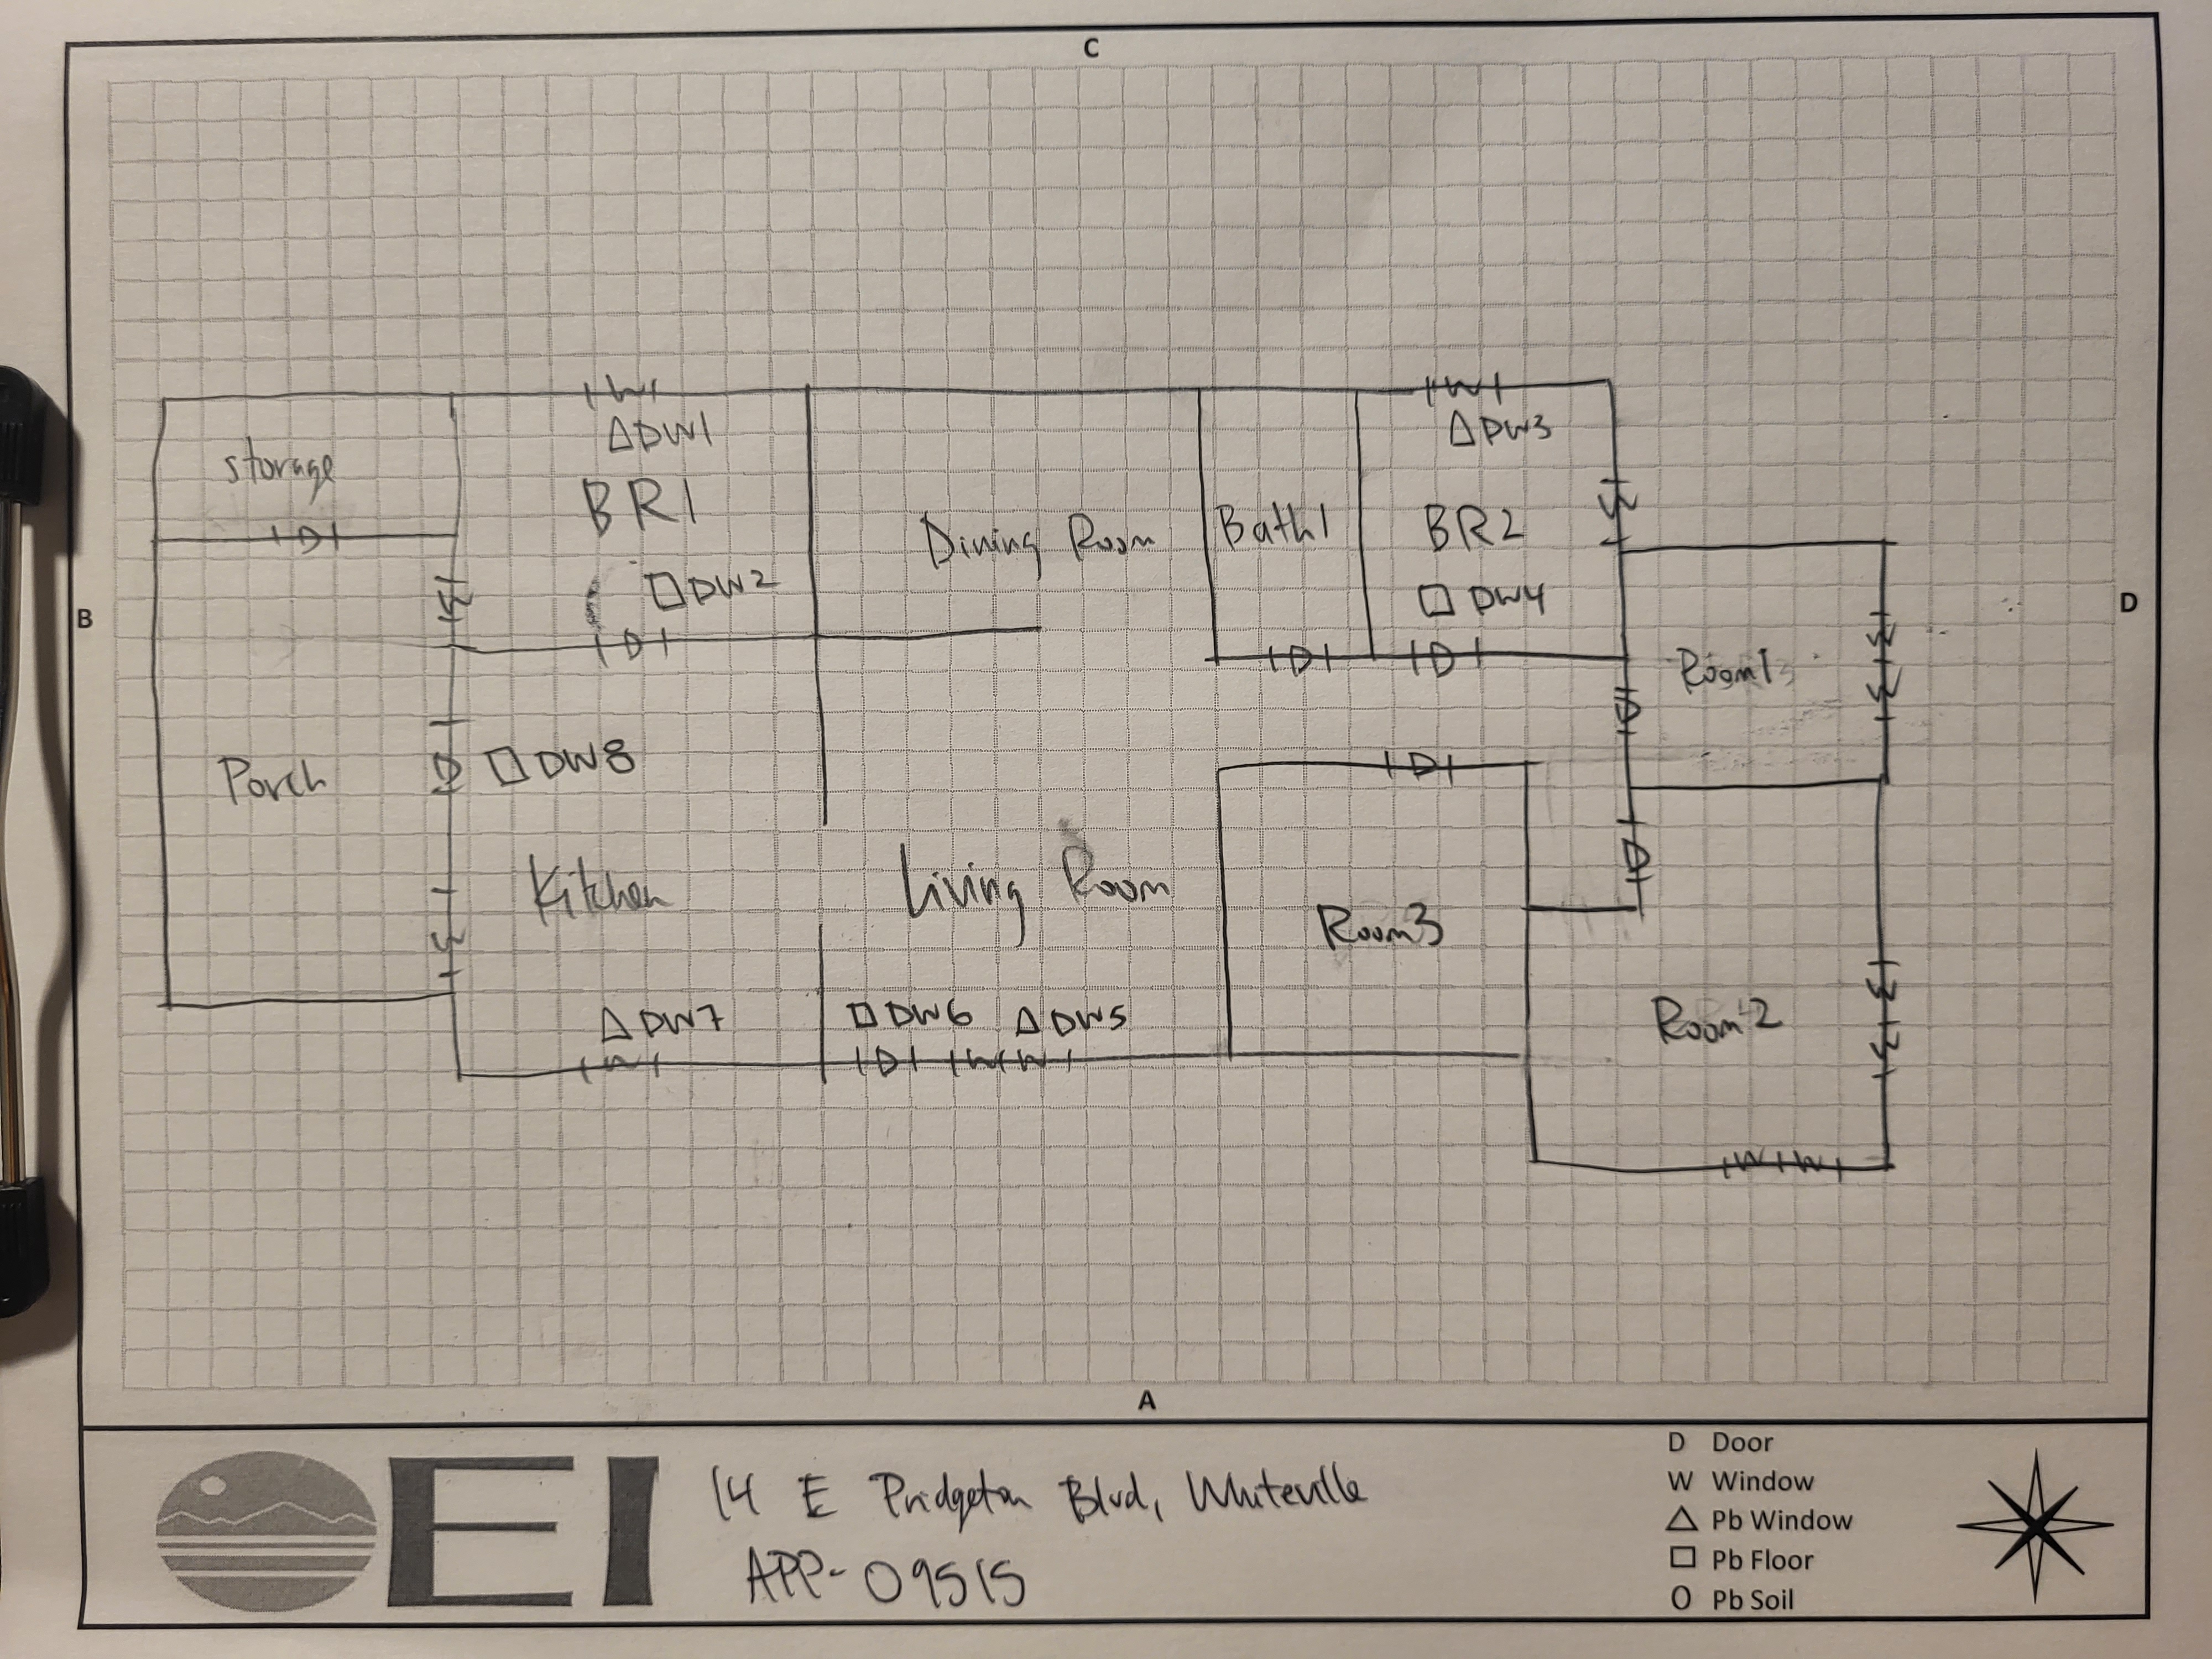 C
W W
△DW1 △DW3
storage
BR1
Dining Room Bath1 BR2
D
W
W
□DW2 □DW4
B D
D D D
W
Room1
W
D
D
D □DW8
Porch
D
Kitchen Living Room
Room3
W
W
△DW7 □DW6 △DW5
Room2
W
W D W W
W W
A
EI
14 E Pridgeton Blvd, Whiteville
APP-09515
D Door
W Window
△ Pb Window
□ Pb Floor
O Pb Soil